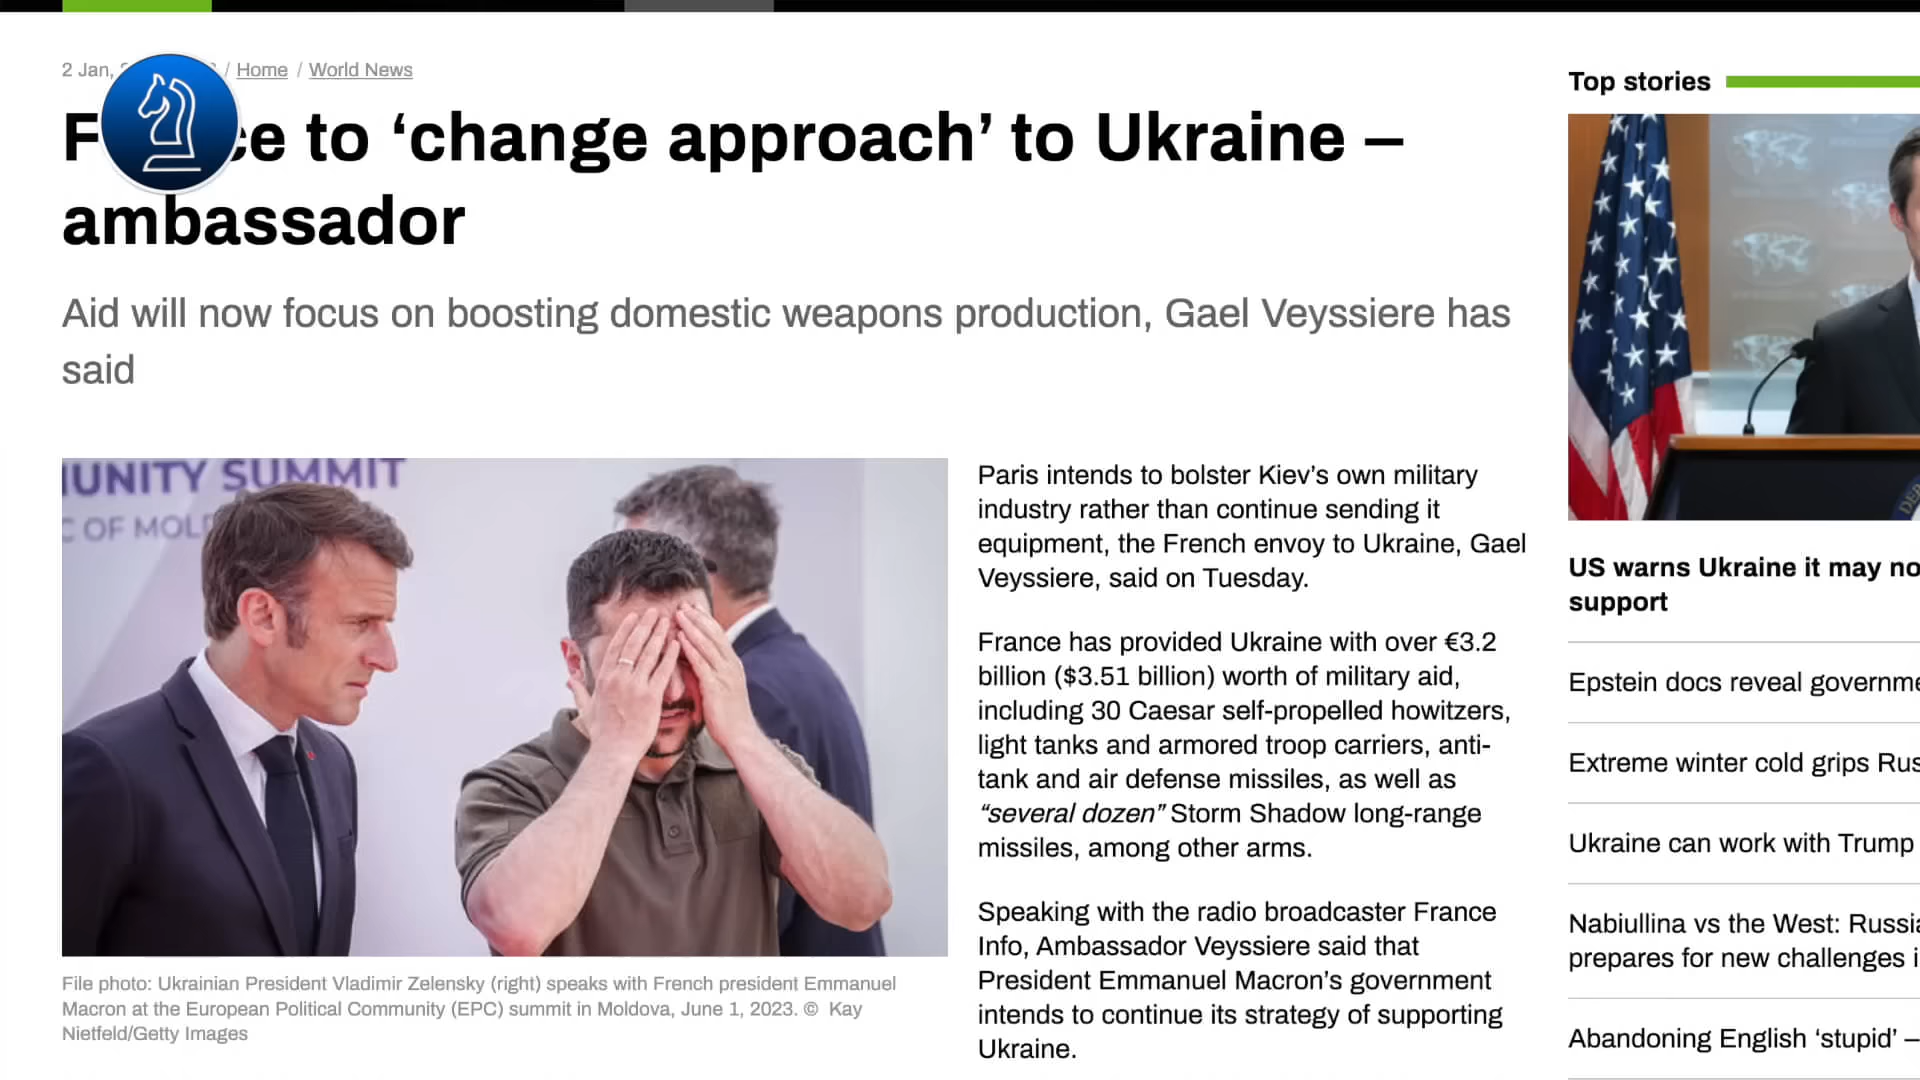 2 Jan, / Home / World News
ce to ‘change approach’ to Ukraine –
ambassador
Aid will now focus on boosting domestic weapons production, Gael Veyssiere has
said
UNITY SUMMIT
C OF MOL
File photo: Ukrainian President Vladimir Zelensky (right) speaks with French president Emmanuel
Macron at the European Political Community (EPC) summit in Moldova, June 1, 2023. © Kay
Nietfeld/Getty Images
Paris intends to bolster Kiev’s own military
industry rather than continue sending it
equipment, the French envoy to Ukraine, Gael
Veyssiere, said on Tuesday.
France has provided Ukraine with over €3.2
billion ($3.51 billion) worth of military aid,
including 30 Caesar self-propelled howitzers,
light tanks and armored troop carriers, anti-
tank and air defense missiles, as well as
“several dozen” Storm Shadow long-range
missiles, among other arms.
Speaking with the radio broadcaster France
Info, Ambassador Veyssiere said that
President Emmanuel Macron’s government
intends to continue its strategy of supporting
Ukraine.
Top stories
US warns Ukraine it may no
support
Epstein docs reveal governme
Extreme winter cold grips Rus
Ukraine can work with Trump
Nabiullina vs the West: Russia
prepares for new challenges i
Abandoning English ‘stupid’ –